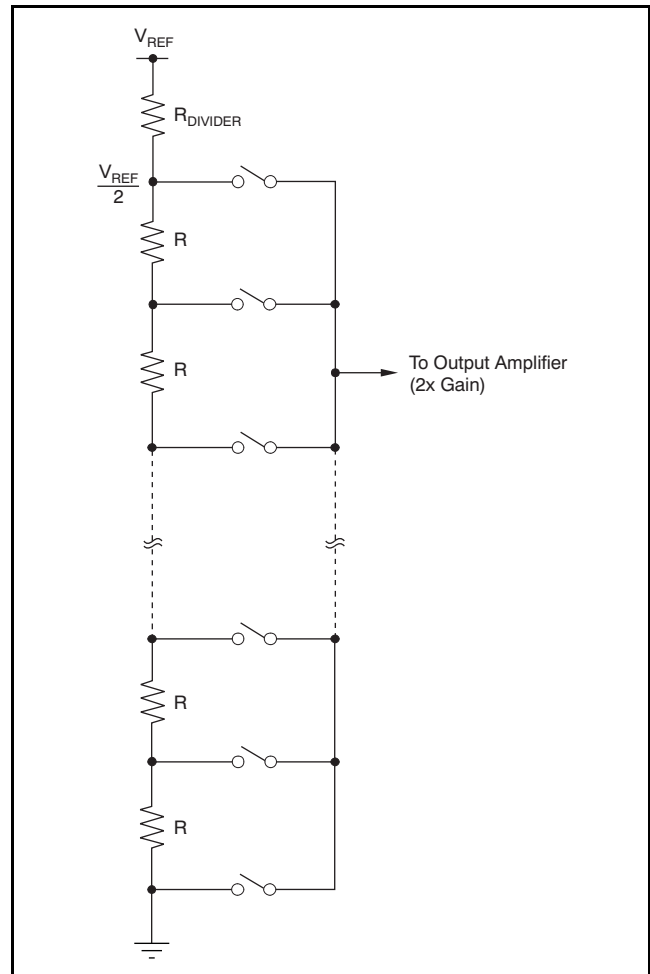 VREF
RDIVIDER
VREF
2
R
R
To Output Amplifier
(2x Gain)
R
R